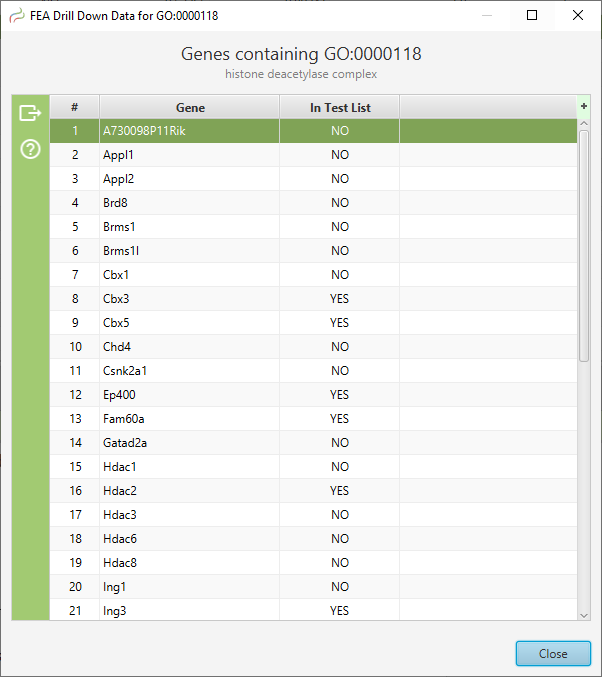 FEA Drill Down Data for GO:0000118
Genes containing GO:0000118
histone deacetylase complex
# Gene In Test List +
1 A730098P11Rik NO
2 Appl1 NO
3 Appl2 NO
4 Brd8 NO
5 Brms1 NO
6 Brms1l NO
7 Cbx1 NO
8 Cbx3 YES
9 Cbx5 YES
10 Chd4 NO
11 Csnk2a1 NO
12 Ep400 YES
13 Fam60a YES
14 Gatad2a NO
15 Hdac1 NO
16 Hdac2 YES
17 Hdac3 NO
18 Hdac6 NO
19 Hdac8 NO
20 Ing1 NO
21 Ing3 YES
Close